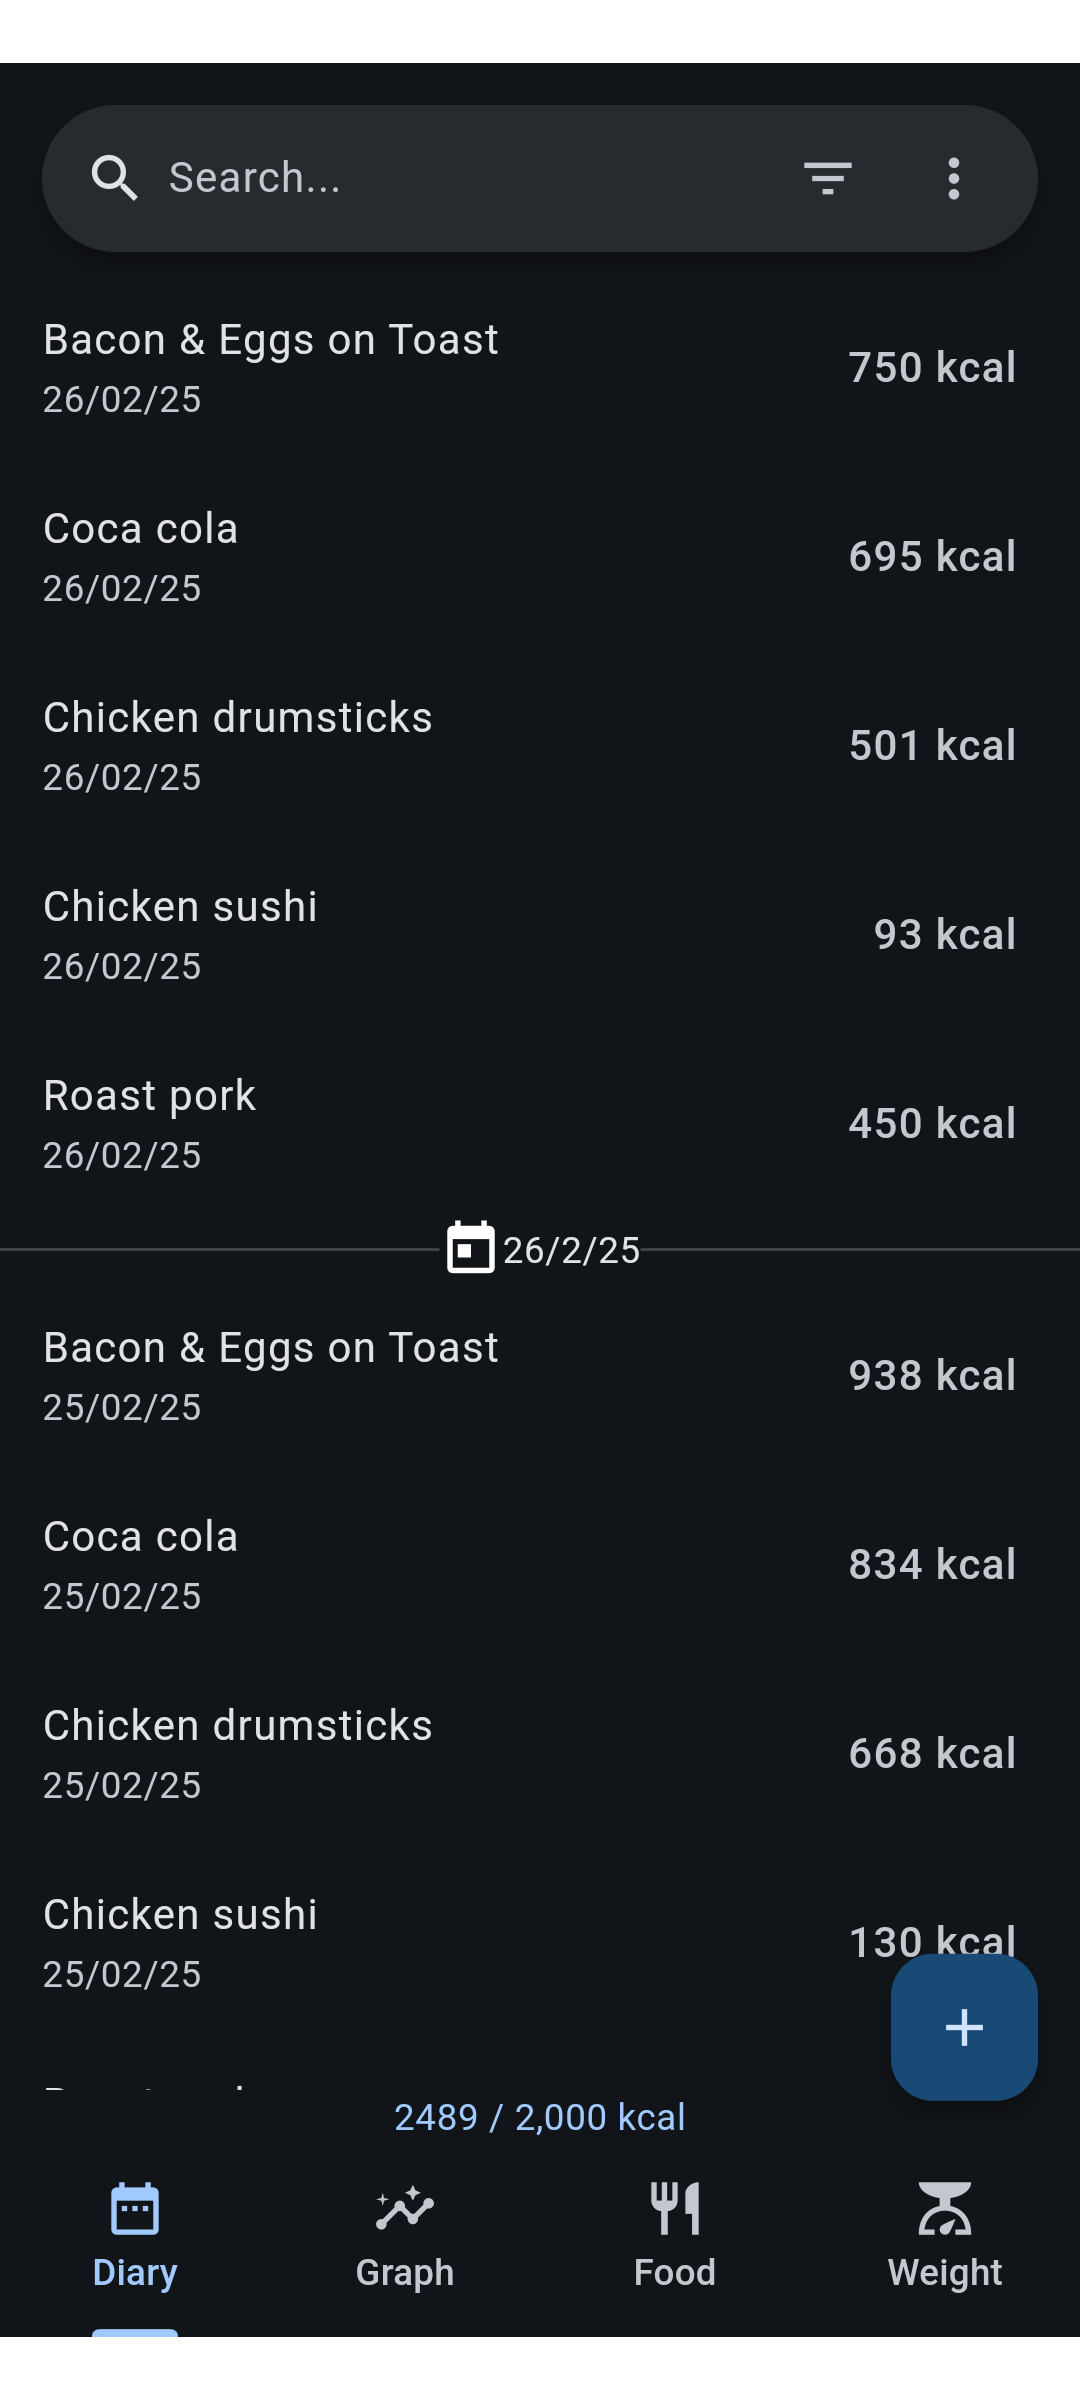 Search...
Bacon & Eggs on Toast
26/02/25
750 kcal
Coca cola
26/02/25
695 kcal
Chicken drumsticks
26/02/25
501 kcal
Chicken sushi
26/02/25
93 kcal
Roast pork
26/02/25
450 kcal
26/2/25
Bacon & Eggs on Toast
25/02/25
938 kcal
Coca cola
25/02/25
834 kcal
Chicken drumsticks
25/02/25
668 kcal
Chicken sushi
25/02/25
130 kcal
2489 / 2,000 kcal
Diary
Graph
Food
Weight